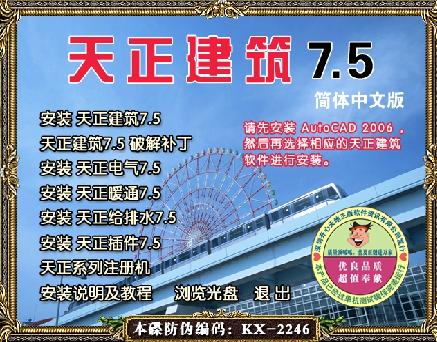 天正建筑 7.5
简体中文版
安装 天正建筑7.5
天正建筑7.5 破解补丁
安装 天正电气7.5
安装 天正暖通7.5
安装 天正给排水7.5
安装 天正插件7.5
天正系列注册机
安装说明及教程 浏览光盘 退 出
请先安装 AutoCAD 2006 ，
然后再选择相应的天正建筑
软件进行安装。
优良品质
超值奉献
本碟防伪编码：KX-2246